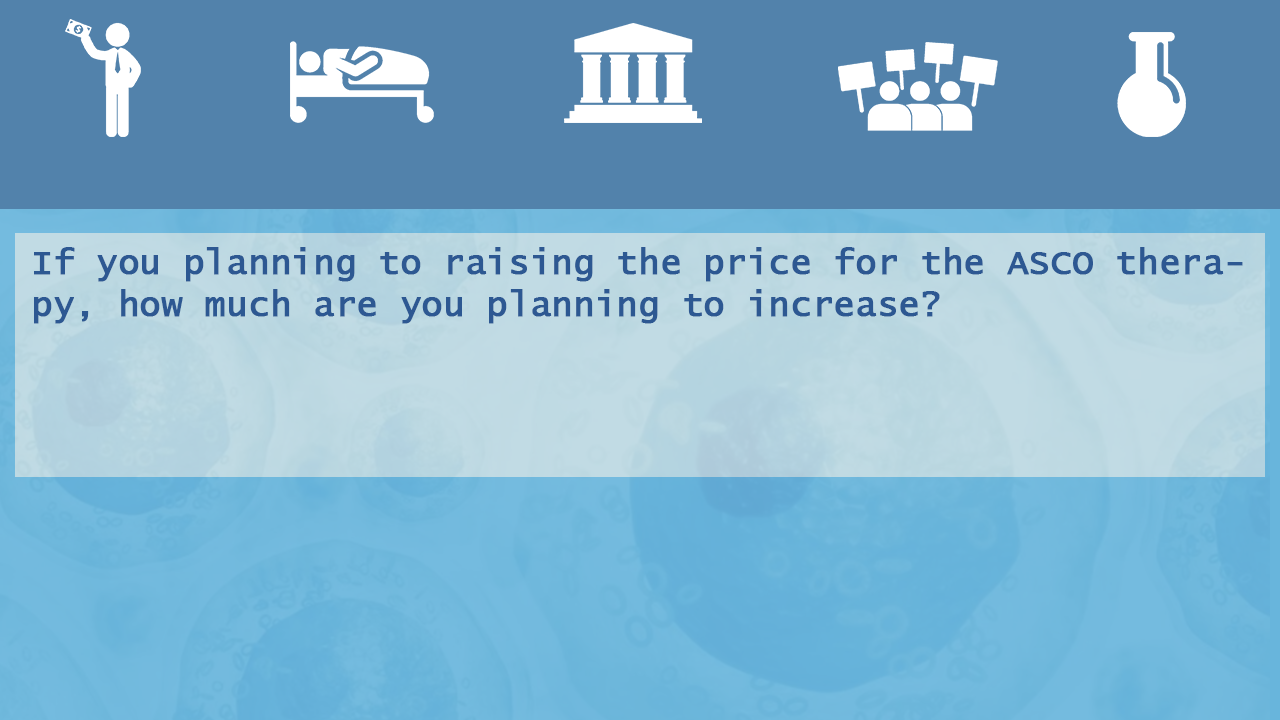 If you planning to raising the price for the ASCO thera-
py, how much are you planning to increase?